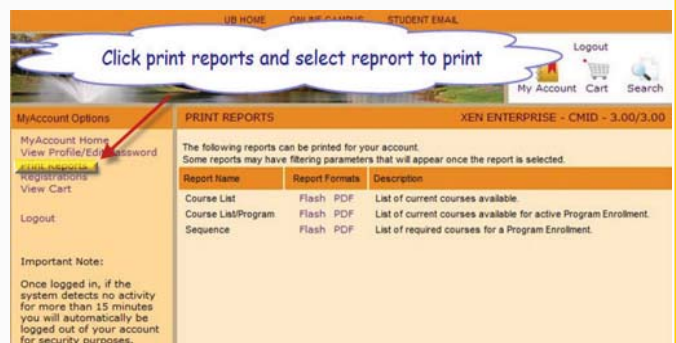 UB HOME ONLINE CAMPUS STUDENT EMAIL
Click print reports and select reprort to print
Logout
My Account Cart Search
MyAccount Options
PRINT REPORTS
XEN ENTERPRISE - CMID - 3.00/3.00
MyAccount Home
View Profile/Edit Password
Print Reports
Registrations
View Cart
Logout
The following reports can be printed for your account.
Some reports may have filtering parameters that will appear once the report is selected.
Report Name Report Formats Description
Course List Flash PDF List of current courses available.
Course List/Program Flash PDF List of current courses available for active Program Enrollment.
Sequence Flash PDF List of required courses for a Program Enrollment.
Important Note:
Once logged in, if the
system detects no activity
for more than 15 minutes
you will automatically be
logged out of your account
for security purposes.